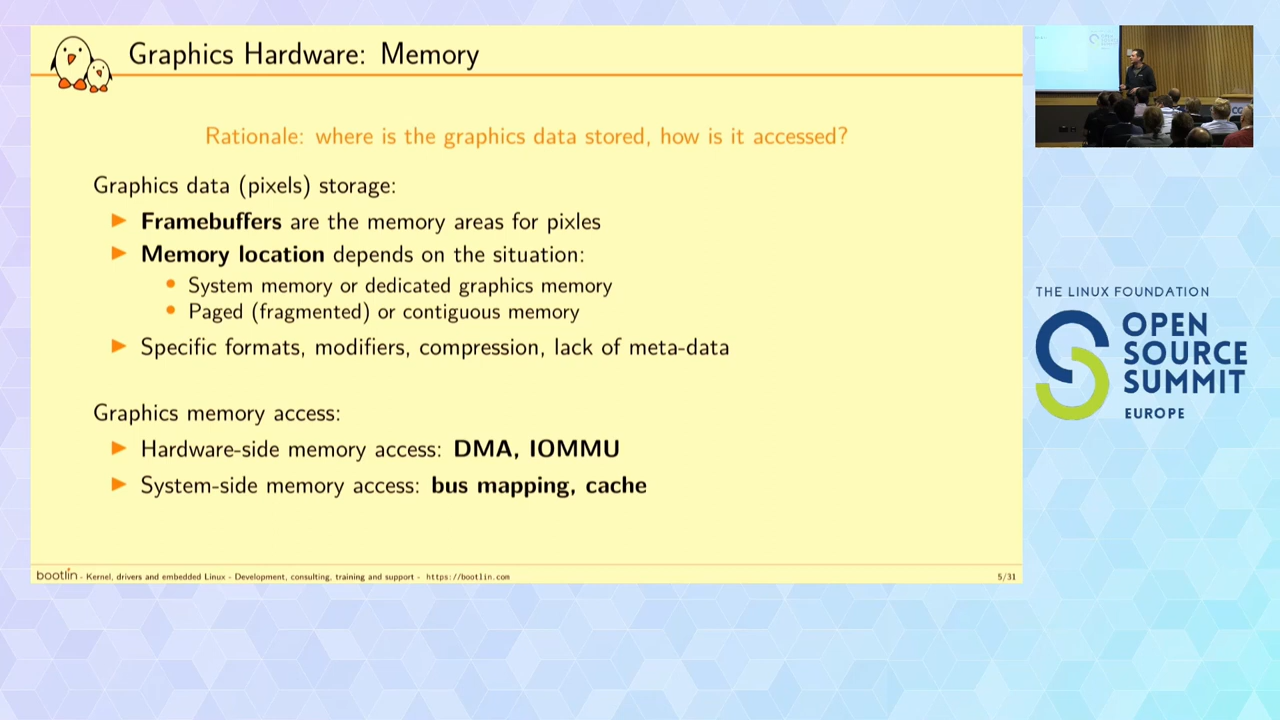 Graphics Hardware: Memory
Rationale: where is the graphics data stored, how is it accessed?
Graphics data (pixels) storage:
Framebuffers are the memory areas for pixles
Memory location depends on the situation:
System memory or dedicated graphics memory
Paged (fragmented) or contiguous memory
Specific formats, modifiers, compression, lack of meta-data
Graphics memory access:
Hardware-side memory access: DMA, IOMMU
System-side memory access: bus mapping, cache
bootlin - Kernel, drivers and embedded Linux - Development, consulting, training and support - https://bootlin.com
5/31
THE LINUX FOUNDATION
OPEN
SOURCE
SUMMIT
EUROPE